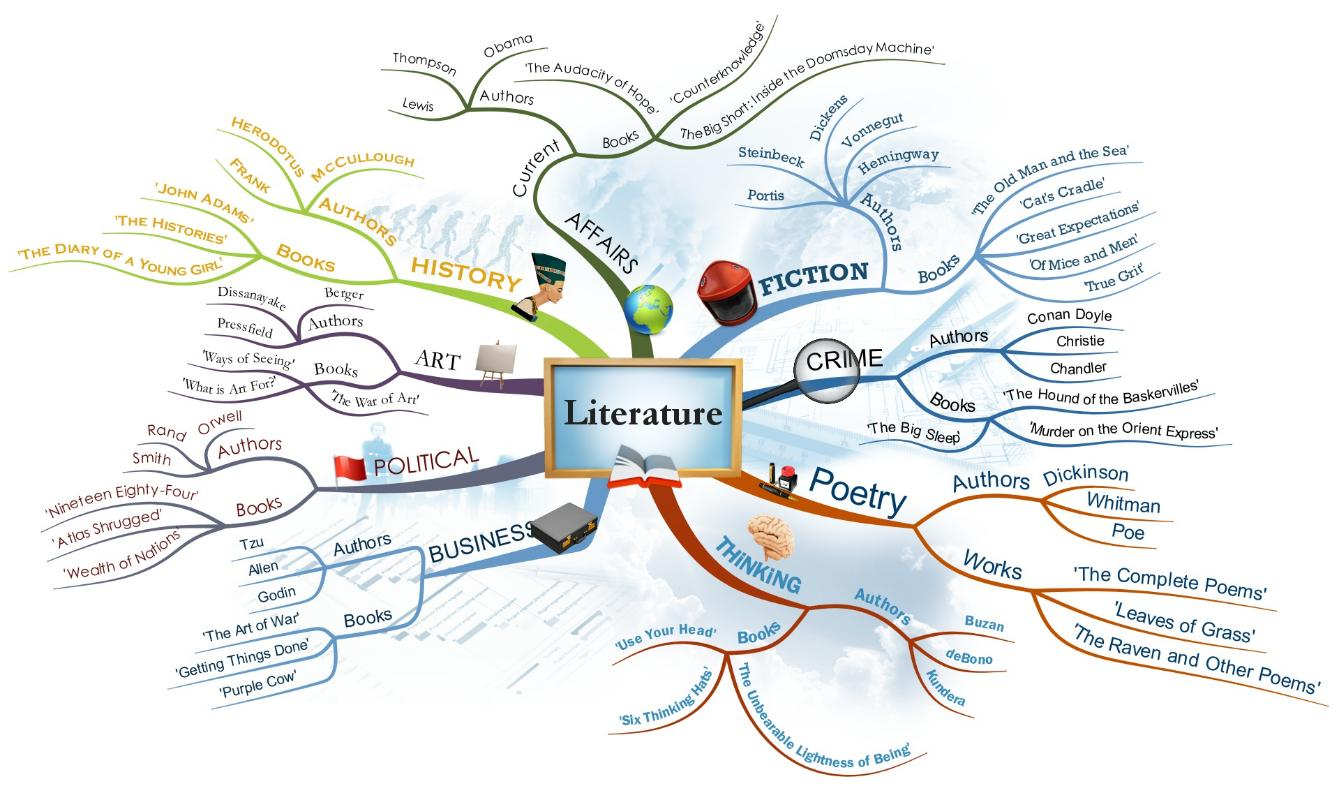 Literature
Current
AFFAIRS
Authors
Thompson
Obama
Lewis
Books
'The Audacity of Hope'
'Counterknowledge'
'The Big Short: Inside the Doomsday Machine'
FICTION
Authors
Dickens
Vonnegut
Steinbeck
Hemingway
Portis
Books
'The Old Man and the Sea'
'Cat's Cradle'
'Great Expectations'
'Of Mice and Men'
'True Grit'
CRIME
Authors
Conan Doyle
Christie
Chandler
Books
'The Hound of the Baskervilles'
'The Big Sleep'
'Murder on the Orient Express'
Poetry
Authors
Dickinson
Whitman
Poe
Works
'The Complete Poems'
'Leaves of Grass'
'The Raven and Other Poems'
THiNKiNG
Authors
Buzan
deBono
Kundera
Books
'Use Your Head'
'Six Thinking Hats'
'The Unbearable Lightness of Being'
BUSINESS
Authors
Tzu
Allen
Godin
Books
'The Art of War'
'Getting Things Done'
'Purple Cow'
POLITICAL
Authors
Orwell
Rand
Smith
Books
'Nineteen Eighty-Four'
'Atlas Shrugged'
'Wealth of Nations'
ART
Authors
Berger
Dissanayake
Pressfield
Books
'Ways of Seeing'
'What is Art For?'
'The War of Art'
HISTORY
AUTHORS
HERODOTUS
MCCULLOUGH
FRANK
BOOKS
'JOHN ADAMS'
'THE HISTORIES'
'THE DIARY OF A YOUNG GIRL'